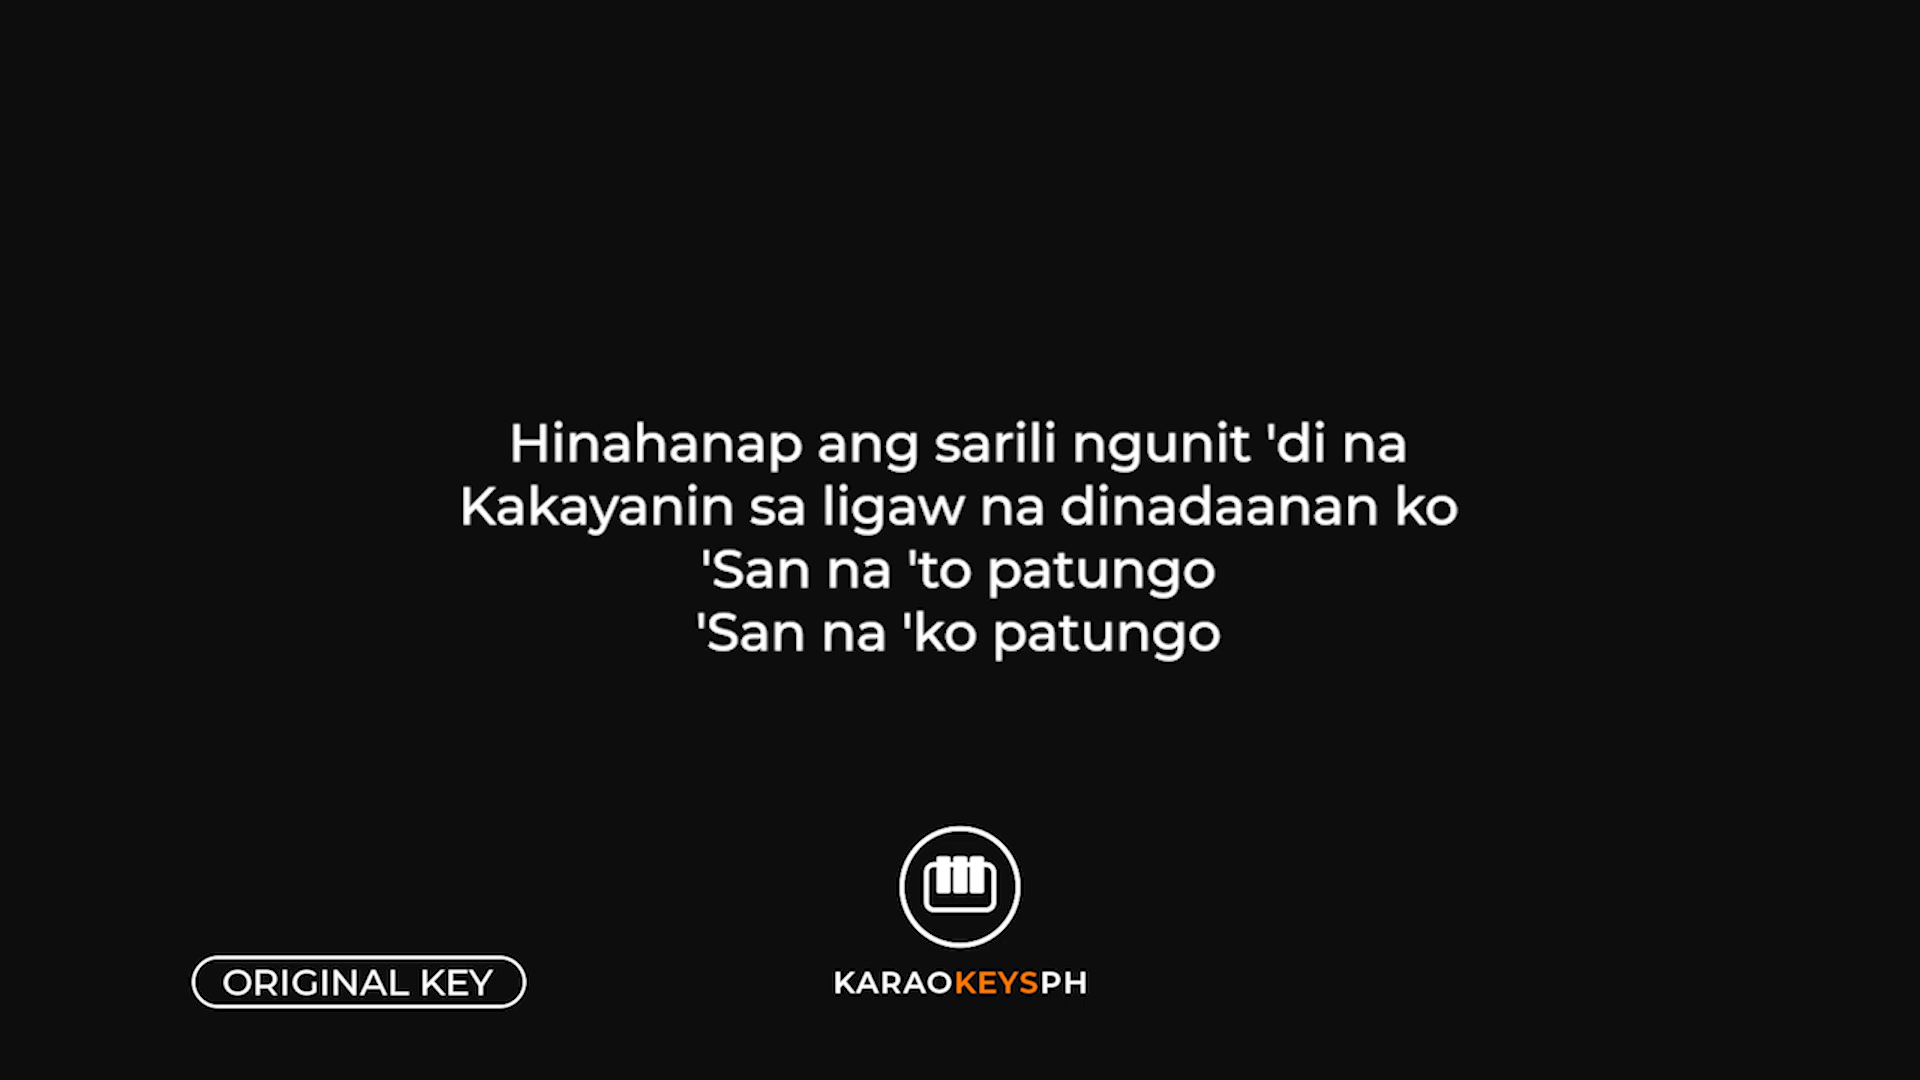 Hinahanap ang sarili ngunit 'di na
Kakayanin sa ligaw na dinadaanan ko
'San na 'to patungo
'San na 'ko patungo
ORIGINAL KEY
KARAOKEYSPH